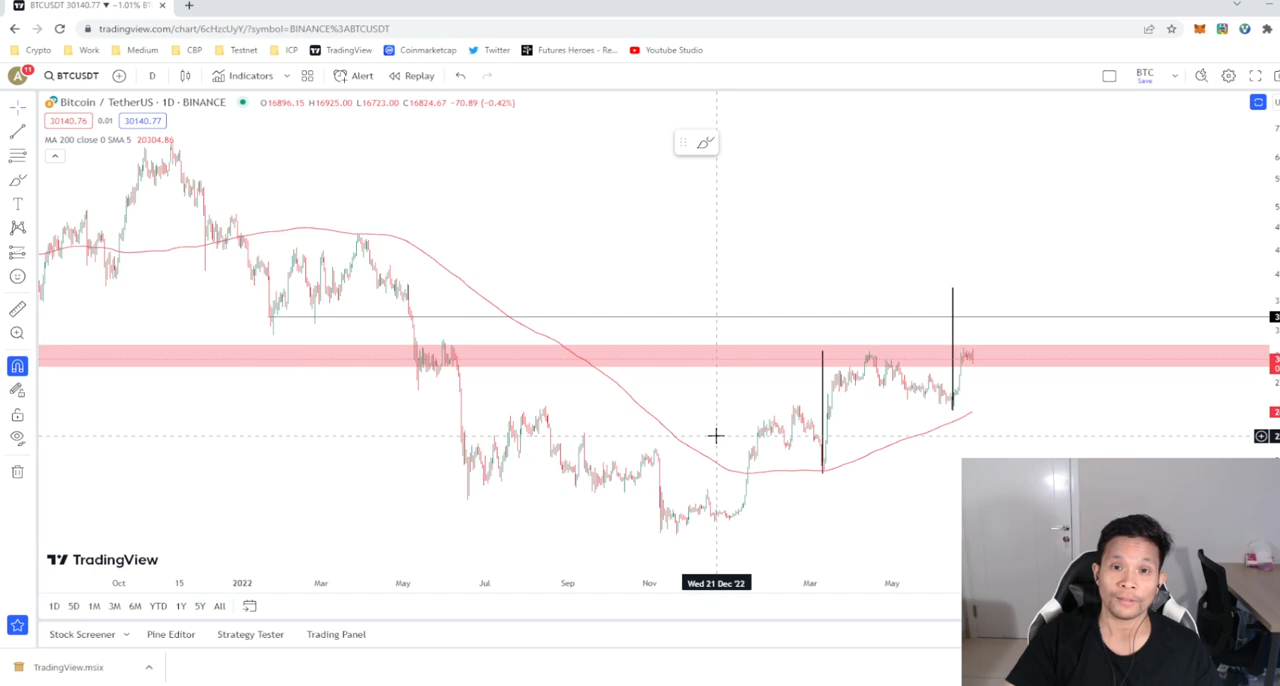 BTCUSDT 30140.77 ▼ −1.01%
tradingview.com/chart/6cHzcUyY/?symbol=BINANCE%3ABTCUSDT
Crypto Work Medium CBP Testnet ICP TradingView Coinmarketcap Twitter Futures Heroes - Re... Youtube Studio
A 11 BTCUSDT D Indicators Alert Replay BTC
Save
Bitcoin / TetherUS · 1D · BINANCE O16896.15 H16925.00 L16723.00 C16824.67 −70.89 (−0.42%)
30140.76 0.01 30140.77
MA 200 close 0 SMA 5 20304.86
TradingView
Oct 15 2022 Mar May Jul Sep Nov Wed 21 Dec '22 Mar May
1D 5D 1M 3M 6M YTD 1Y 5Y All
Stock Screener Pine Editor Strategy Tester Trading Panel
TradingView.msix